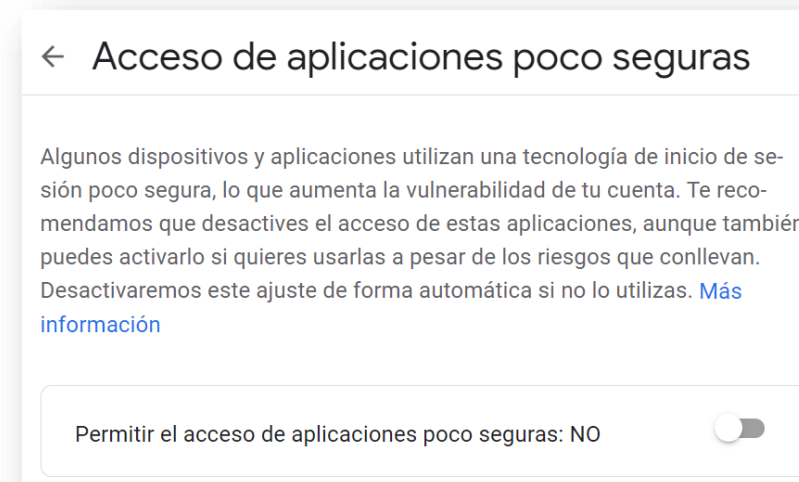 Acceso de aplicaciones poco seguras
Algunos dispositivos y aplicaciones utilizan una tecnología de inicio de se-
sión poco segura, lo que aumenta la vulnerabilidad de tu cuenta. Te reco-
mendamos que desactives el acceso de estas aplicaciones, aunque también
puedes activarlo si quieres usarlas a pesar de los riesgos que conllevan.
Desactivaremos este ajuste de forma automática si no lo utilizas. Más
información
Permitir el acceso de aplicaciones poco seguras: NO